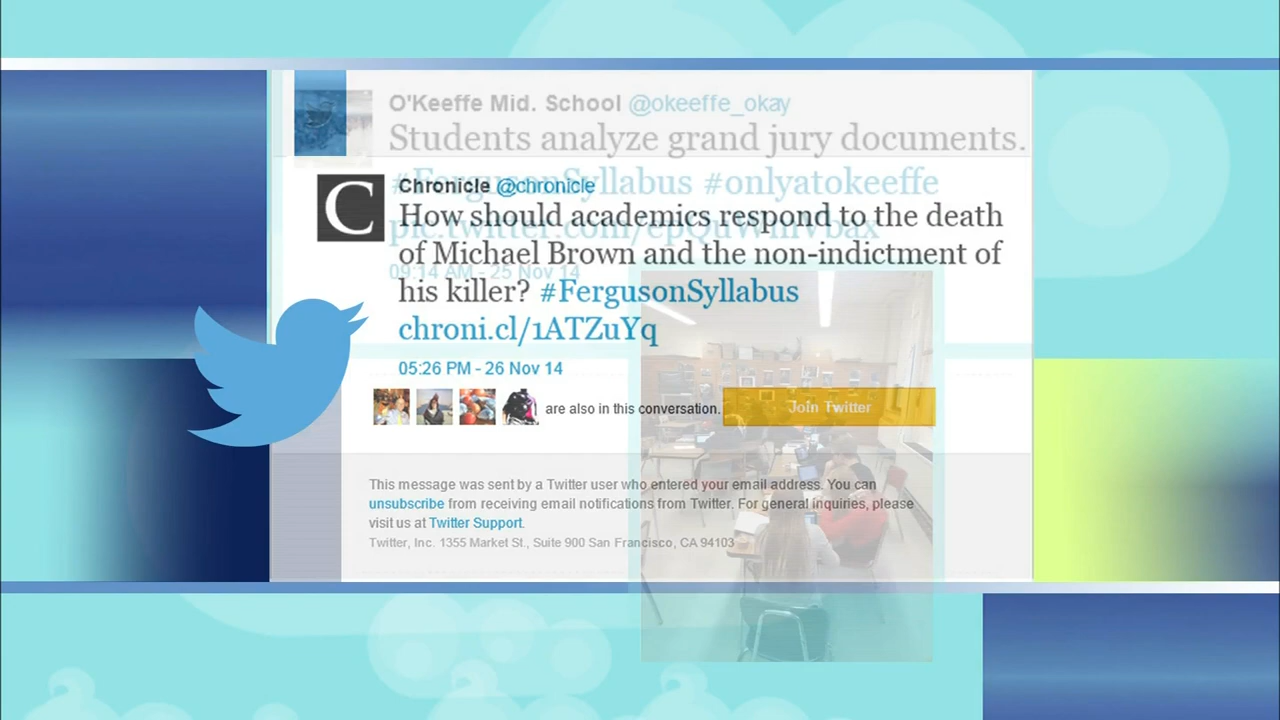 O'Keeffe Mid. School @okeeffe_okay
Students analyze grand jury documents.
#FergusonSyllabus #onlyatokeeffe
pic.twitter.com/
09:14 AM - 25 Nov 14
C
Chronicle @chronicle
How should academics respond to the death
of Michael Brown and the non-indictment of
his killer? #FergusonSyllabus
chroni.cl/1ATZuYq
05:26 PM - 26 Nov 14
are also in this conversation. Join Twitter
This message was sent by a Twitter user who entered your email address. You can
unsubscribe from receiving email notifications from Twitter. For general inquiries, please
visit us at Twitter Support.
Twitter, Inc. 1355 Market St., Suite 900 San Francisco, CA 94103